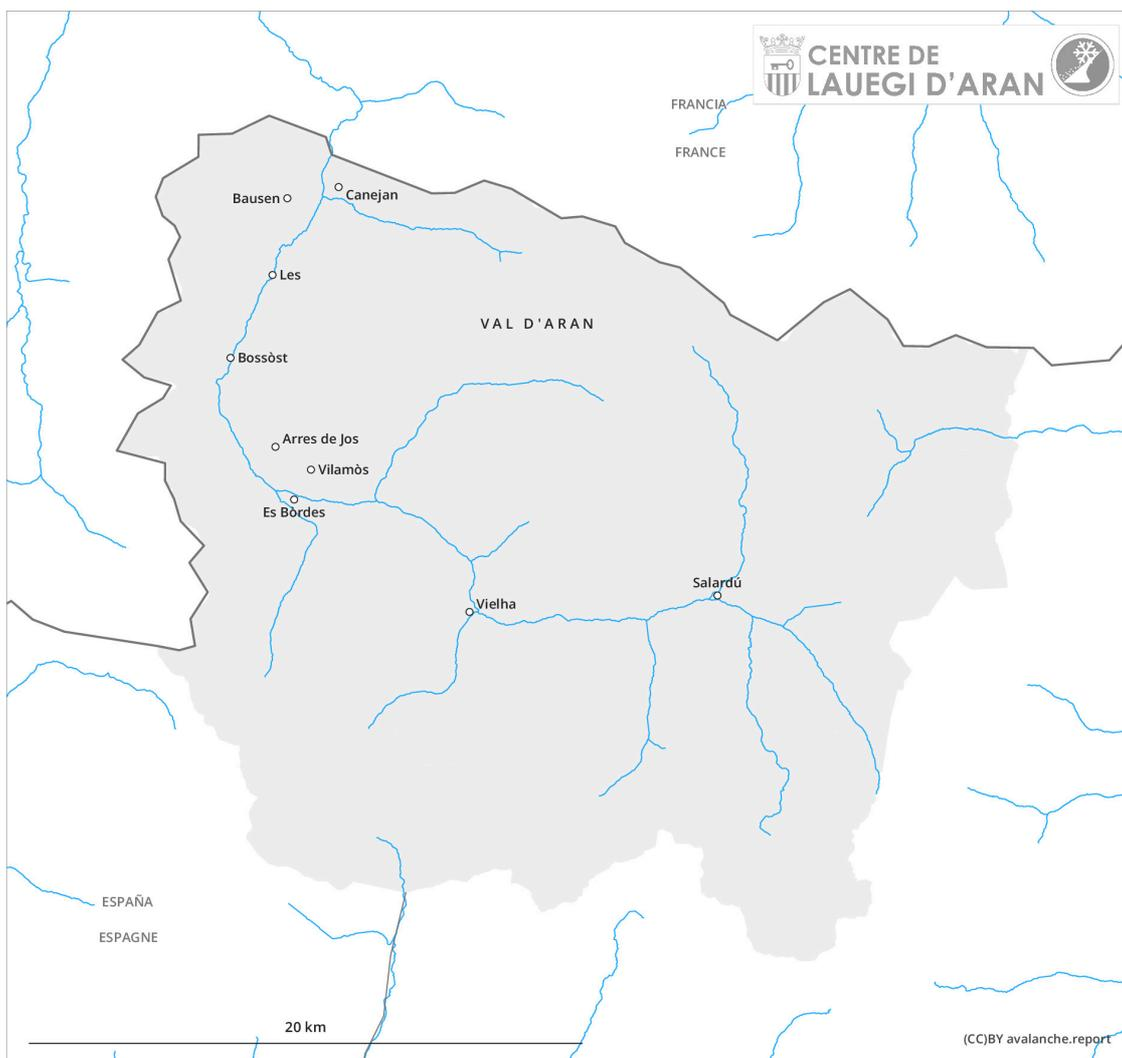 CENTRE DE
LAUEGI D'ARAN
FRANCIA
FRANCE
Bausen
Canejan
Les
VAL D'ARAN
Bossòst
Arres de Jos
Vilamòs
Es Bòrdes
Salardú
Vielha
ESPAÑA
ESPAGNE
20 km
(CC)BY avalanche.report